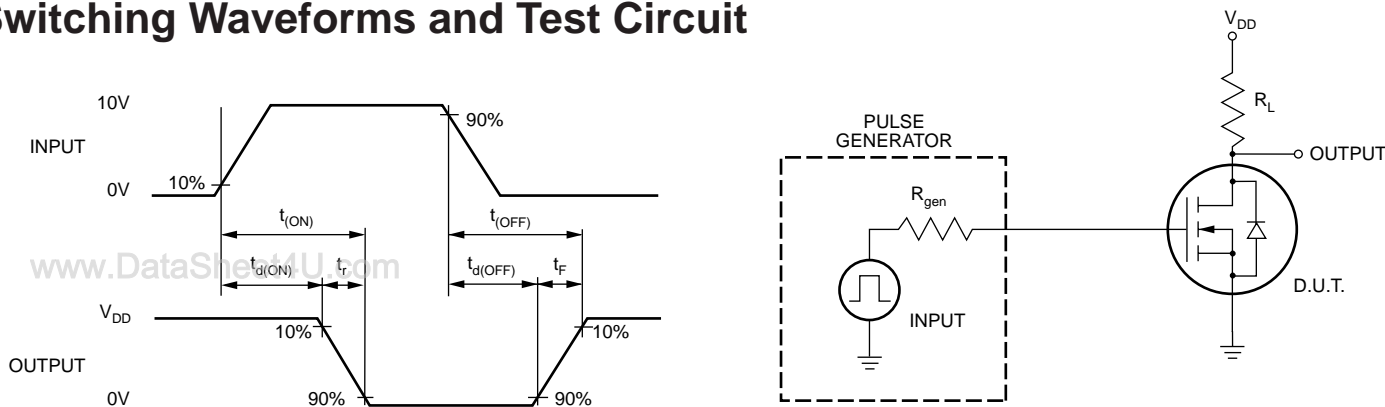 Switching Waveforms and Test Circuit
10V
INPUT
0V
10%
90%
t(ON)
t(OFF)
td(ON)
tr
td(OFF)
tF
www.DataSheet4U.com
VDD
OUTPUT
0V
10%
90%
10%
90%
PULSE
GENERATOR
Rgen
INPUT
VDD
RL
OUTPUT
D.U.T.